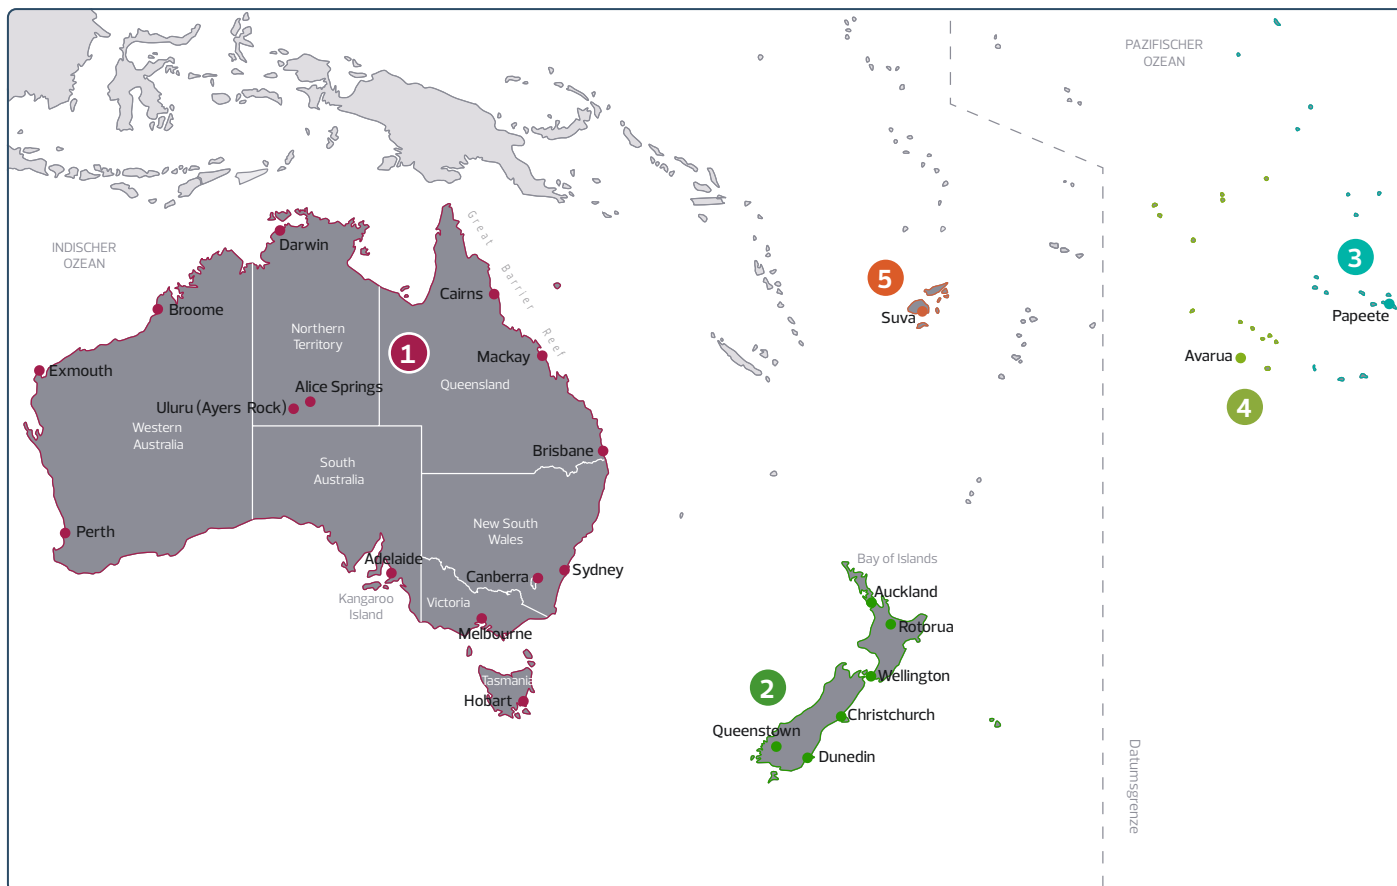 PAZIFISCHER
OZEAN
INDISCHER
OZEAN
Great Barrier Reef
Darwin
Broome
Cairns
Northern
Territory
1
Mackay
Exmouth
Queensland
Alice Springs
Uluru (Ayers Rock)
Western
Australia
Brisbane
South
Australia
Perth
New South
Wales
Adelaide
Canberra
Sydney
Kangaroo
Island
Victoria
Melbourne
Tasmania
Hobart
5
Suva
3
Papeete
Avarua
4
Bay of Islands
Auckland
Rotorua
Wellington
2
Christchurch
Queenstown
Dunedin
Datumsgrenze